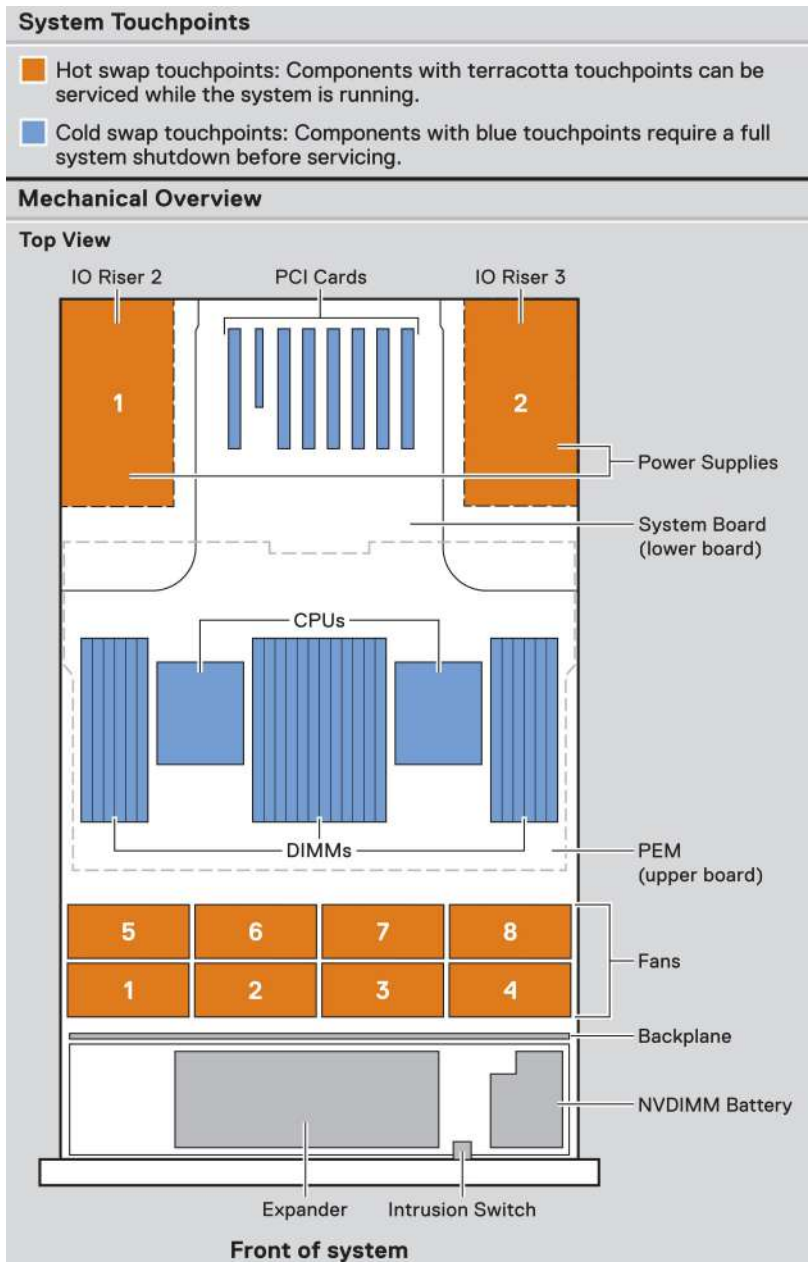 System Touchpoints
Hot swap touchpoints: Components with terracotta touchpoints can be
serviced while the system is running.
Cold swap touchpoints: Components with blue touchpoints require a full
system shutdown before servicing.
Mechanical Overview
Top View
IO Riser 2
PCI Cards
IO Riser 3
1
2
Power Supplies
System Board
(lower board)
CPUs
DIMMs
PEM
(upper board)
5
6
7
8
Fans
1
2
3
4
Backplane
NVDIMM Battery
Expander
Intrusion Switch
Front of system